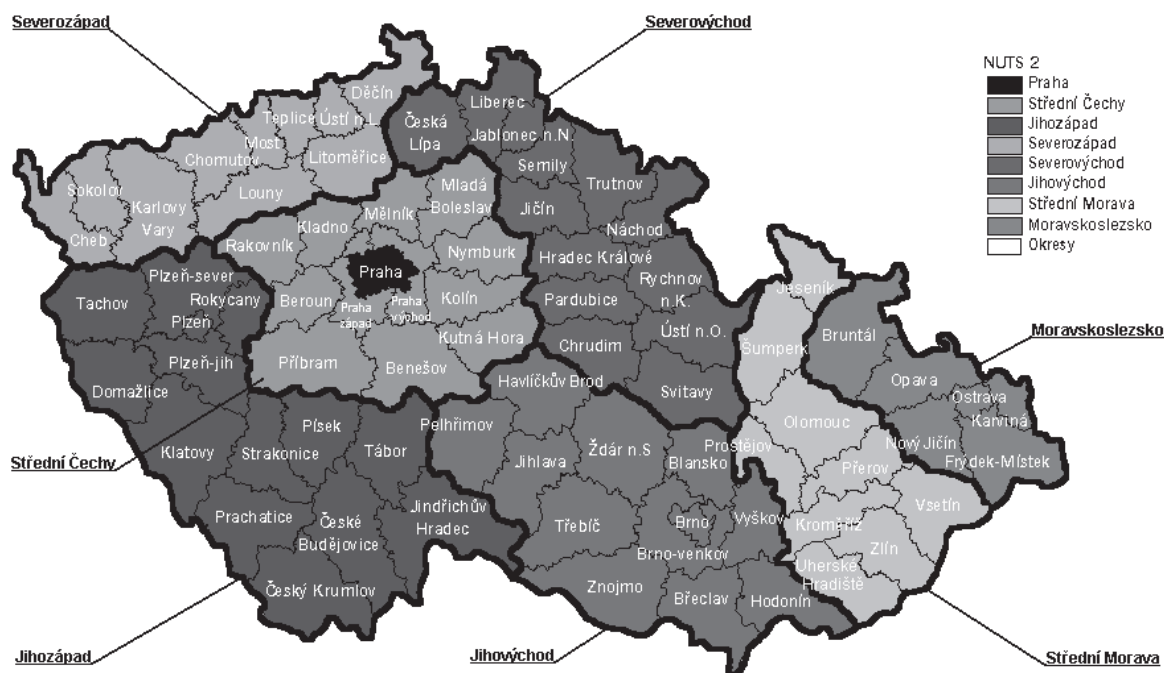 Severozápad
Severovýchod
NUTS 2
Praha
Střední Čechy
Jihozápad
Severozápad
Severovýchod
Jihovýchod
Střední Morava
Moravskoslezsko
Okresy
Děčín
Liberec
Teplice
Ústí n.L.
Česká
Lípa
Jablonec n.N.
Most
Chomutov
Litoměřice
Semily
Trutnov
Sokolov
Louny
Mladá
Boleslav
Karlovy
Vary
Mělník
Jičín
Kladno
Náchod
Cheb
Rakovník
Nymburk
Hradec Králové
Plzeň-sever
Praha
Rychnov
n.K.
Jeseník
Tachov
Rokycany
Beroun
Kolín
Pardubice
Plzeň
Praha
západ
Praha
východ
Ústí n.O.
Bruntál
Moravskoslezsko
Kutná Hora
Chrudim
Šumperk
Plzeň-jih
Příbram
Benešov
Opava
Domažlice
Havlíčkův Brod
Svitavy
Ostrava
Karviná
Písek
Pelhřimov
Olomouc
Klatovy
Strakonice
Tábor
Ždár n.S
Prostějov
Nový Jičín
Střední Čechy
Jihlava
Blansko
Přerov
Frýdek-Místek
Jindřichův
Hradec
Vsetín
Prachatice
České
Budějovice
Třebíč
Brno
Vyškov
Kroměříž
Zlín
Brno-venkov
Uherské
Hradiště
Český Krumlov
Znojmo
Břeclav
Hodonín
Jihozápad
Jihovýchod
Střední Morava